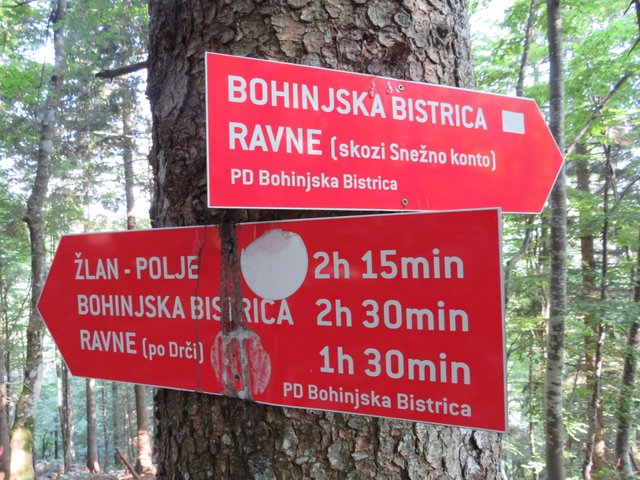 BOHINJSKA BISTRICA
RAVNE (skozi Snežno konto)
PD Bohinjska Bistrica
ŽLAN - POLJE 2h 15min
BOHINJSKA BISTRICA 2h 30min
RAVNE (po Drči) 1h 30min
PD Bohinjska Bistrica